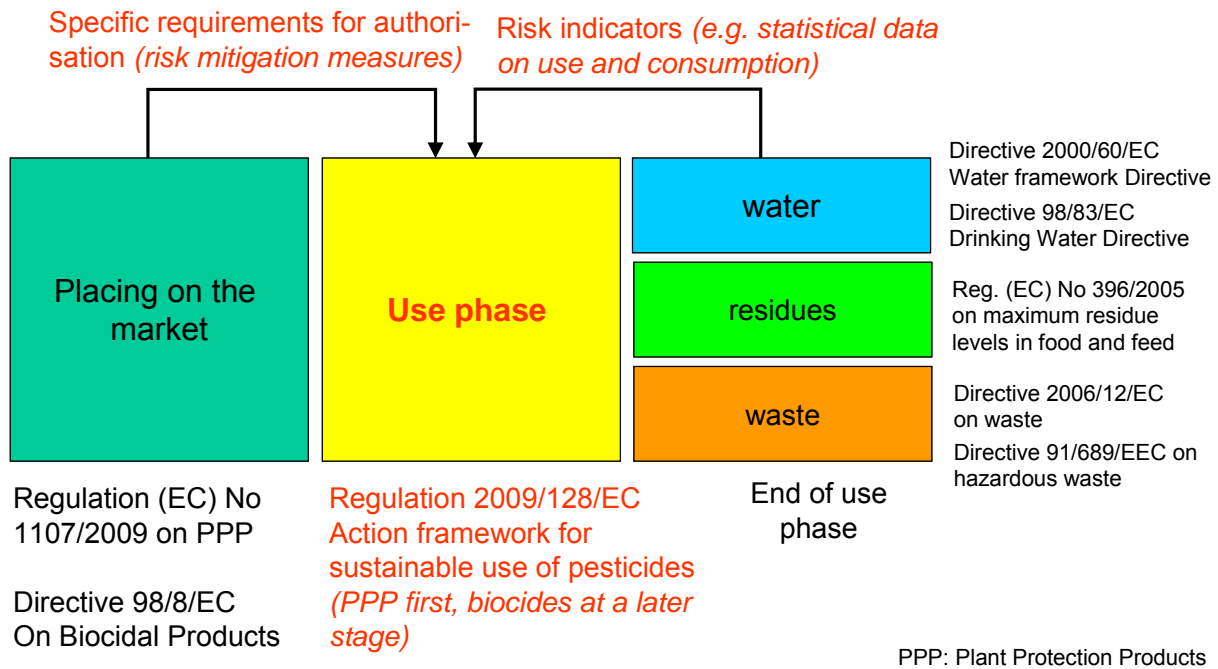 Specific requirements for authori-
sation (risk mitigation measures)
Risk indicators (e.g. statistical data
on use and consumption)
Placing on the
market
Use phase
water
residues
waste
Directive 2000/60/EC
Water framework Directive
Directive 98/83/EC
Drinking Water Directive
Reg. (EC) No 396/2005
on maximum residue
levels in food and feed
Directive 2006/12/EC
on waste
Directive 91/689/EEC on
hazardous waste
Regulation (EC) No
1107/2009 on PPP
Directive 98/8/EC
On Biocidal Products
Regulation 2009/128/EC
Action framework for
sustainable use of pesticides
(PPP first, biocides at a later
stage)
End of use
phase
PPP: Plant Protection Products